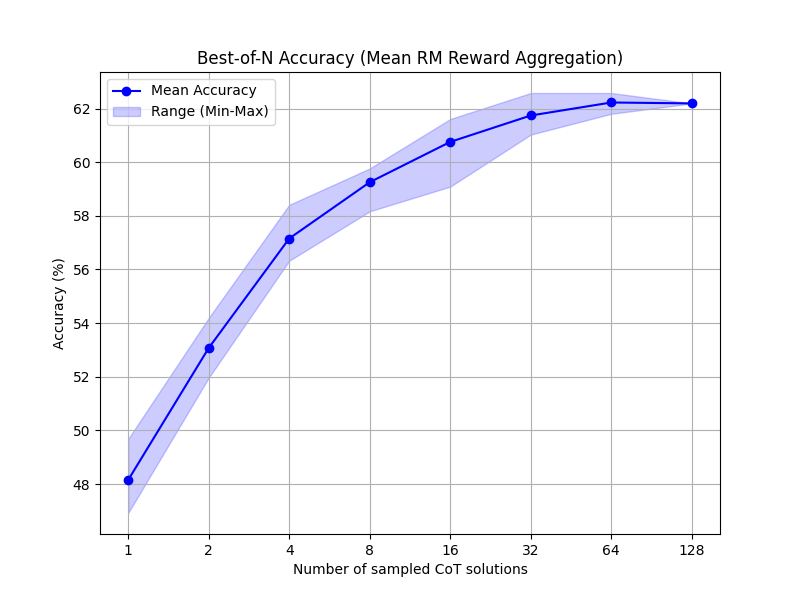 Best-of-N Accuracy (Mean RM Reward Aggregation)
Mean Accuracy
Range (Min-Max)
Accuracy (%)
62
60
58
56
54
52
50
48
1 2 4 8 16 32 64 128
Number of sampled CoT solutions